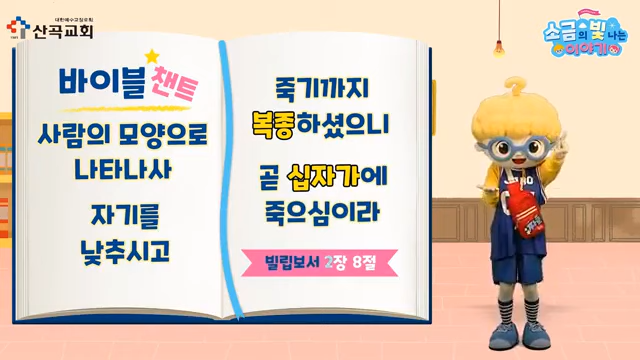 대한예수교장로회
산곡교회
소금의 빛나는
이야기
바이블 챈트
사람의 모양으로
나타나사
자기를
낮추시고
죽기까지
복종하셨으니
곧 십자가에
죽으심이라
빌립보서 2장 8절